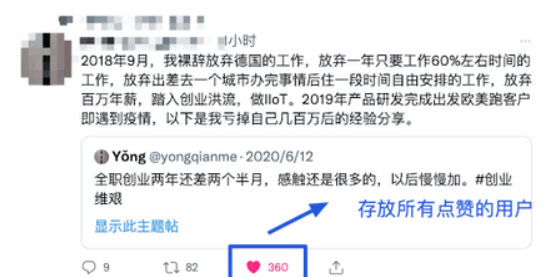 1小时
2018年9月，我裸辞放弃德国的工作，放弃一年只要工作60%左右时间的
工作，放弃出差去一个城市办完事情后住一段时间自由安排的工作，放弃
百万年薪，踏入创业洪流，做IIoT。2019年产品研发完成出发欧美跑客户
即遇到疫情，以下是我亏掉自己几百万后的经验分享。
Yǒng @yongqianme · 2020/6/12
全职创业两年还差两个半月，感触还是很多的，以后慢慢加。#创业
维艰
存放所有点赞的用户
显示此主题帖
9 82 360